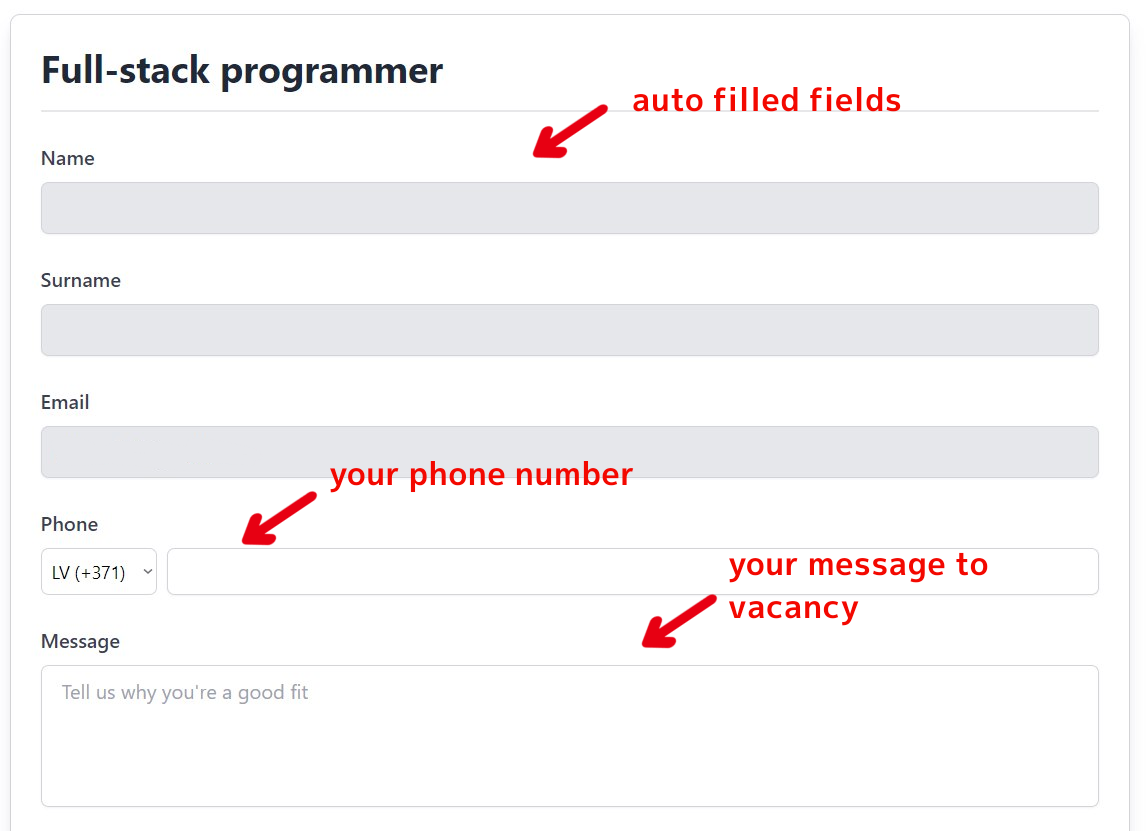 Full-stack programmer
auto filled fields
Name
Surname
Email
your phone number
Phone
LV (+371)
your message to
vacancy
Message
Tell us why you're a good fit